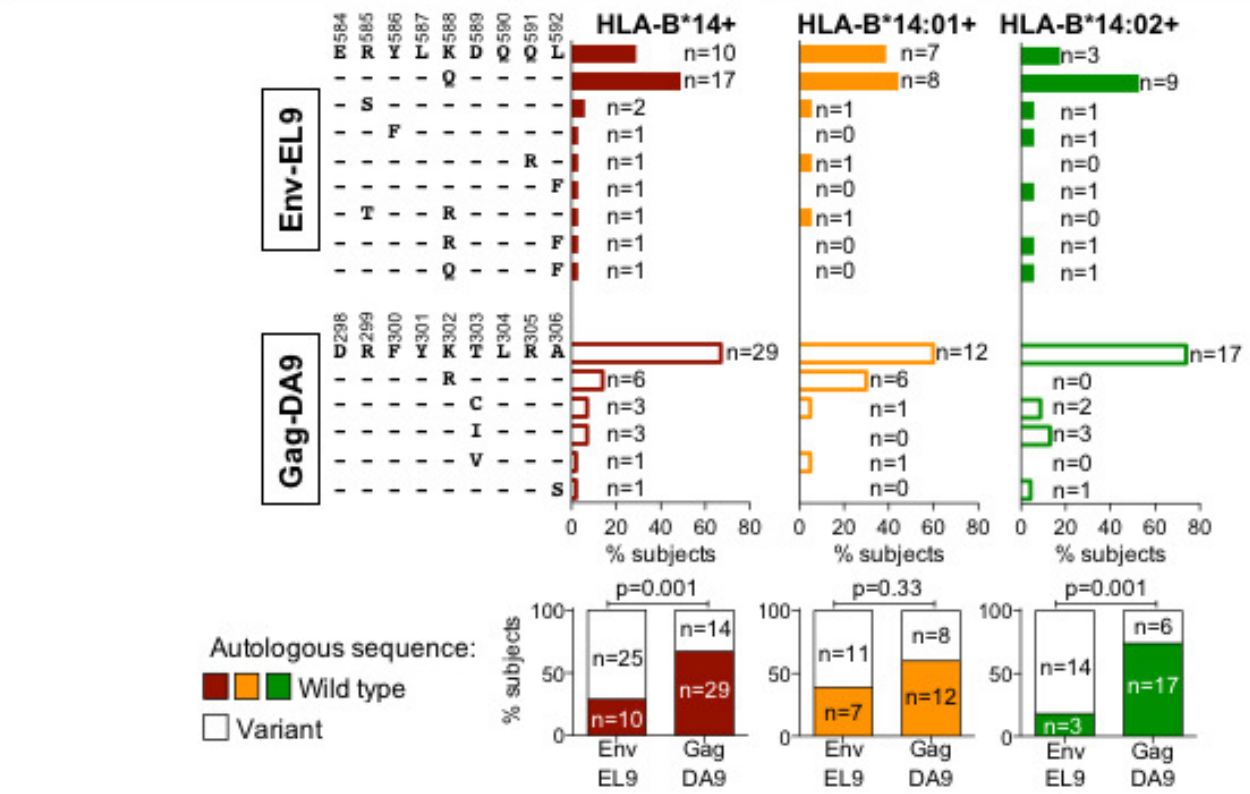 HLA-B*14+ HLA-B*14:01+ HLA-B*14:02+
E584 R585 Y586 L587 K588 D589 Q590 Q591 L592
E R Y L K D Q Q L n=10 n=7 n=3
- - - - Q - - - - n=17 n=8 n=9
- S - - - - - - - n=2 n=1 n=1
- - F - - - - - - n=1 n=0 n=1
- - - - - - - R - n=1 n=1 n=0
- - - - - - - - F n=1 n=0 n=1
- T - - R - - - - n=1 n=1 n=0
- - - - R - - - F n=1 n=0 n=1
- - - - Q - - - F n=1 n=0 n=1
Env-EL9
D298 R299 F300 Y301 K302 T303 L304 R305 A306
D R F Y K T L R A n=29 n=12 n=17
- - - - R - - - - n=6 n=6 n=0
- - - - - C - - - n=3 n=1 n=2
- - - - - I - - - n=3 n=0 n=3
- - - - - V - - - n=1 n=1 n=0
- - - - - - - - S n=1 n=0 n=1
Gag-DA9
0 20 40 60 80 0 20 40 60 80 0 20 40 60 80
% subjects % subjects % subjects
p=0.001 p=0.33 p=0.001
% subjects
100 n=25 n=14 100 n=11 n=8 100 n=14 n=6
50 n=10 n=29 50 n=7 n=12 50 n=3 n=17
0 0 0
Env Gag Env Gag Env Gag
EL9 DA9 EL9 DA9 EL9 DA9
Autologous sequence:
Wild type
Variant